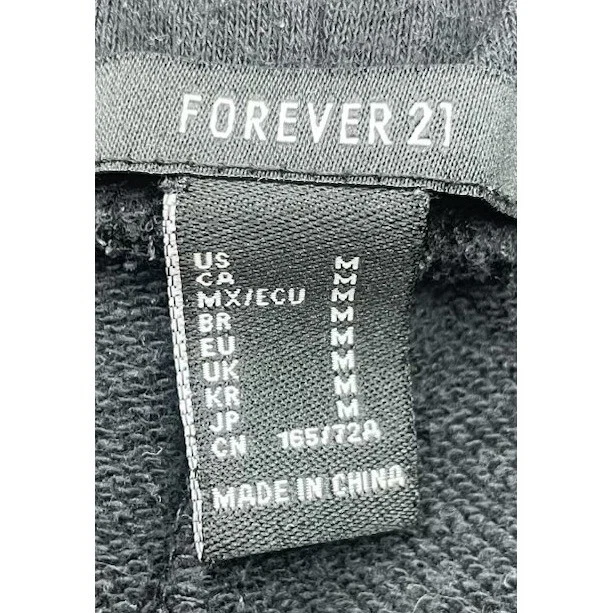 FOREVER 21
US M
CA M
MX/ECU M
BR M
EU M
UK M
KR M
JP M
CN 165/72A
MADE IN CHINA